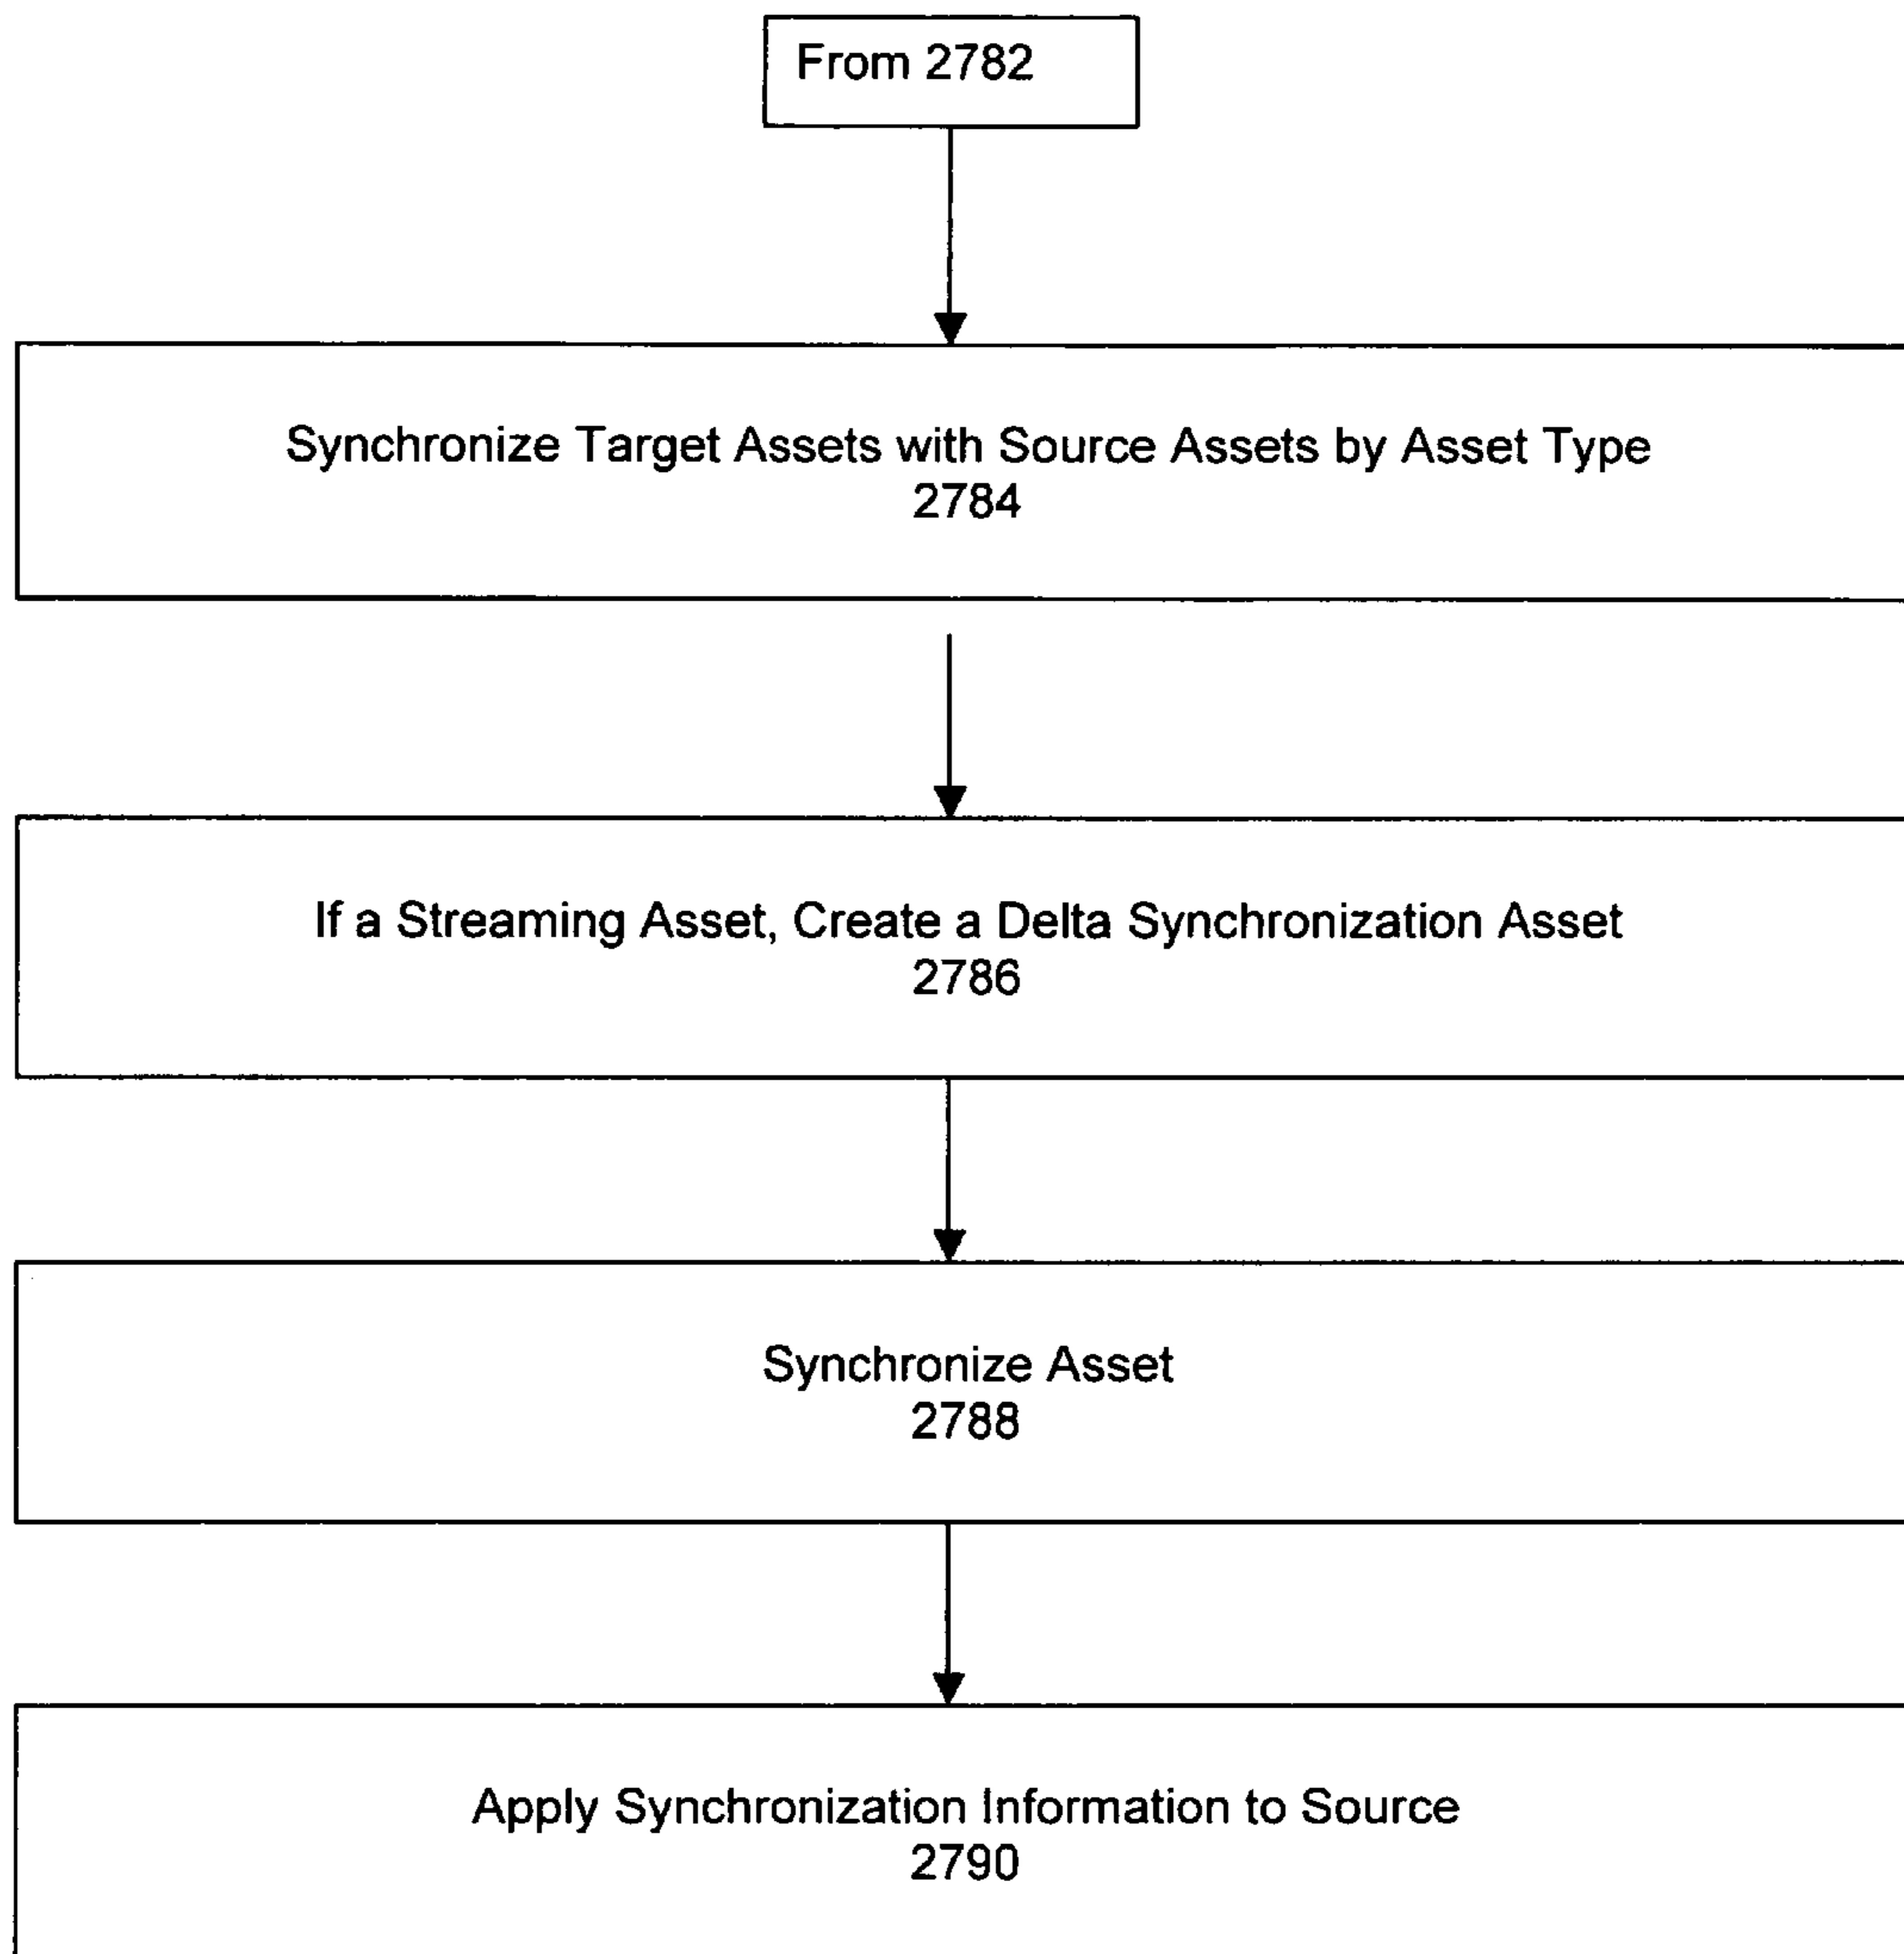 From 2782
Synchronize Target Assets with Source Assets by Asset Type
2784
If a Streaming Asset, Create a Delta Synchronization Asset
2786
Synchronize Asset
2788
Apply Synchronization Information to Source
2790